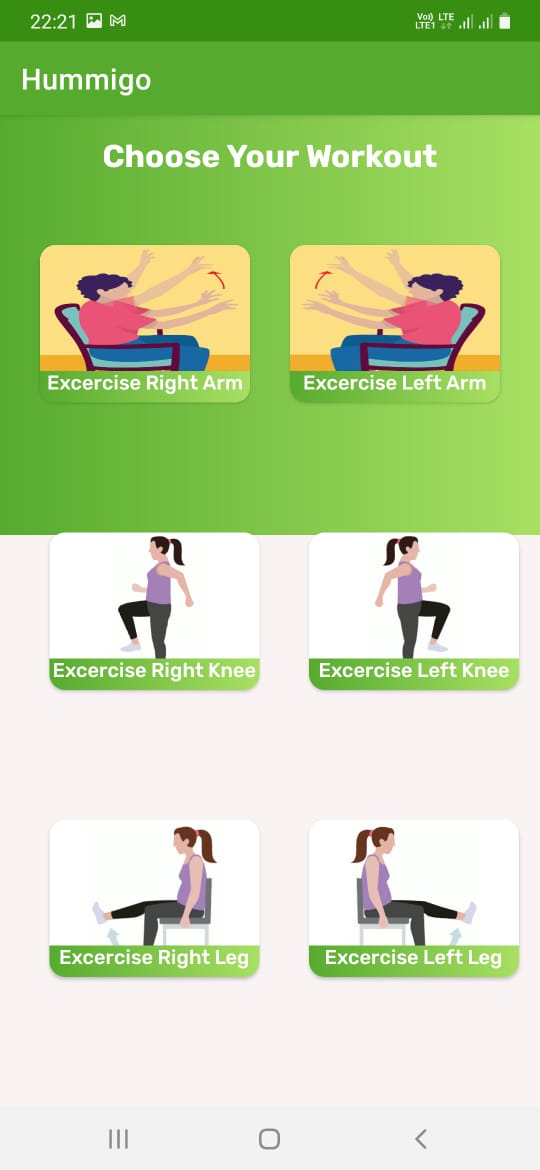 22:21
Vo) LTE
LTE1
Hummigo
Choose Your Workout
Excercise Right Arm
Excercise Left Arm
Excercise Right Knee
Excercise Left Knee
Excercise Right Leg
Excercise Left Leg